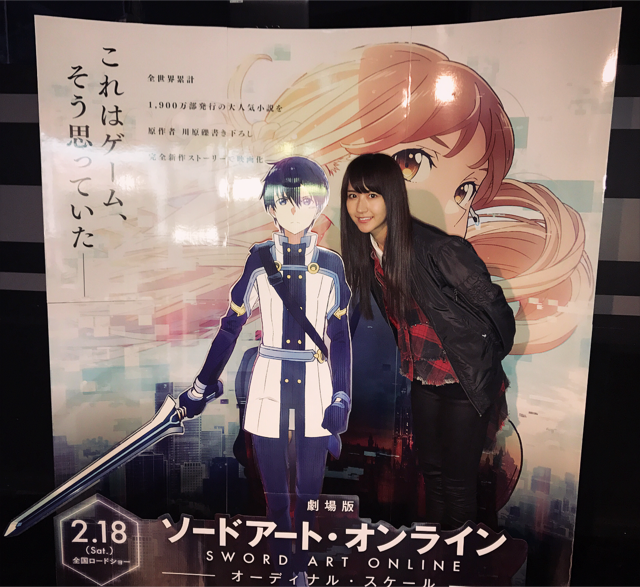 これはゲーム、
そう思っていた――
全世界累計
1,900万部発行の大人気小説を
原作者 川原礫書き下ろし
完全新作ストーリーで映画化
劇場版
ソードアート・オンライン
SWORD ART ONLINE
オーディナル・スケール
2.18
(Sat.)
全国ロードショー